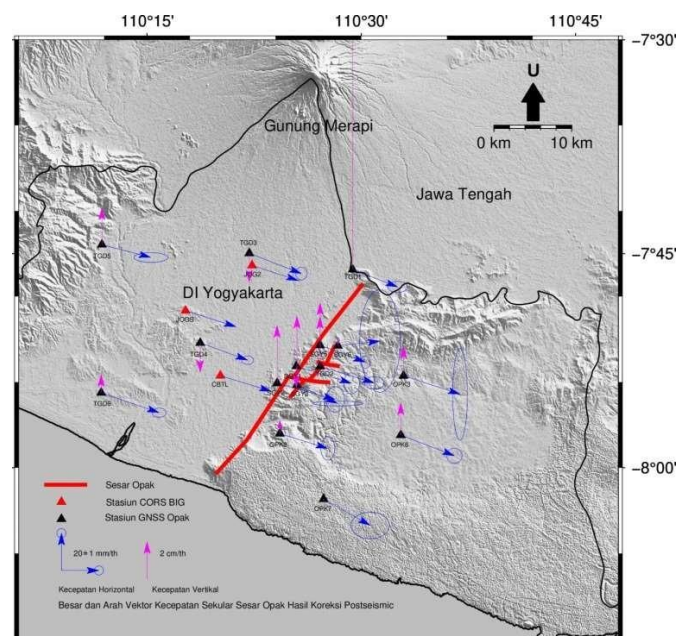 110°15' 110°30' 110°45'
-7°30'
U
0 km 10 km
Gunung Merapi
Jawa Tengah
TGD3
TGD5
-7°45'
JOG2
TGD1
DI Yogyakarta
JOGS
TGD4
CBTL
OPK3
TGD6
OPK6
-8°00'
OPK7
Sesar Opak
Stasiun CORS BIG
Stasiun GNSS Opak
20±1 mm/th 2 cm/th
Kecepatan Horizontal Kecepatan Vertikal
Besar dan Arah Vektor Kecepatan Sekular Sesar Opak Hasil Koreksi Postseismic